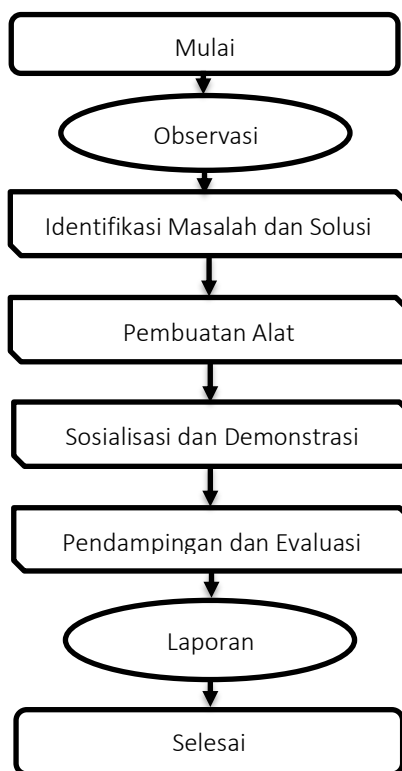 Mulai
Observasi
Identifikasi Masalah dan Solusi
Pembuatan Alat
Sosialisasi dan Demonstrasi
Pendampingan dan Evaluasi
Laporan
Selesai